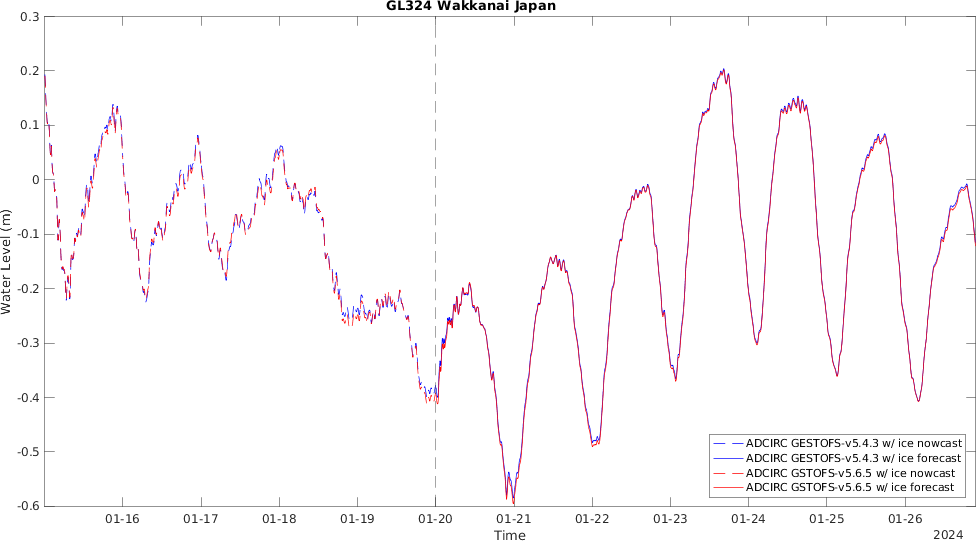 GL324 Wakkanai Japan
0.3
0.2
0.1
0
-0.1
-0.2
-0.3
-0.4
-0.5
-0.6
Water Level (m)
ADCIRC GESTOFS-v5.4.3 w/ ice nowcast
ADCIRC GESTOFS-v5.4.3 w/ ice forecast
ADCIRC GSTOFS-v5.6.5 w/ ice nowcast
ADCIRC GSTOFS-v5.6.5 w/ ice forecast
01-16 01-17 01-18 01-19 01-20 01-21 01-22 01-23 01-24 01-25 01-26
Time
2024